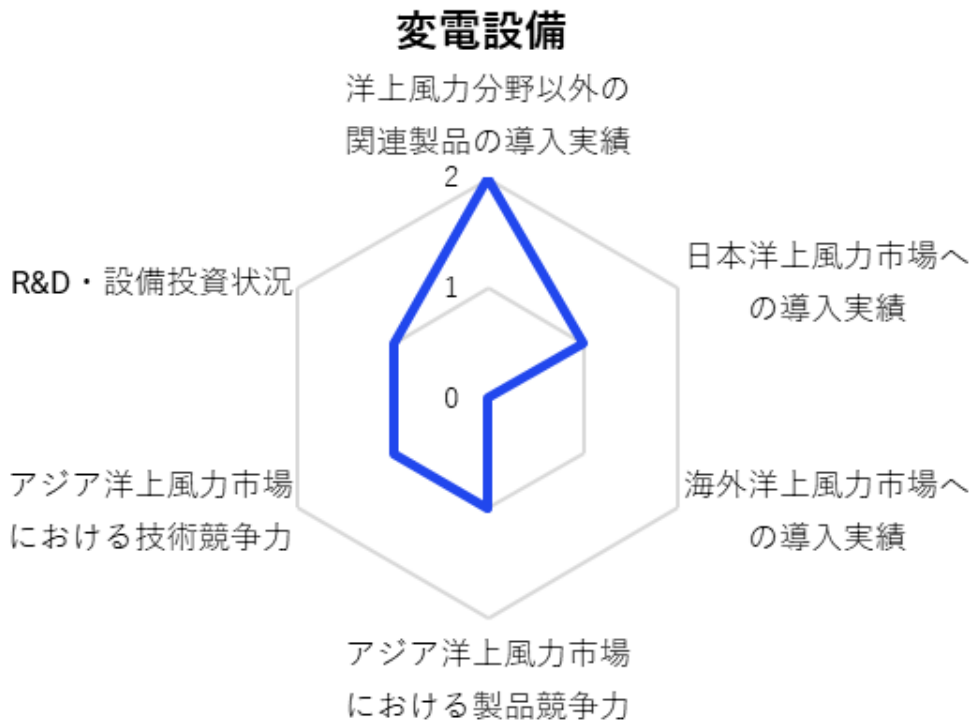 変電設備
洋上風力分野以外の
関連製品の導入実績
2
日本洋上風力市場へ
の導入実績
R&D・設備投資状況
1
0
アジア洋上風力市場
における技術競争力
海外洋上風力市場へ
の導入実績
アジア洋上風力市場
における製品競争力